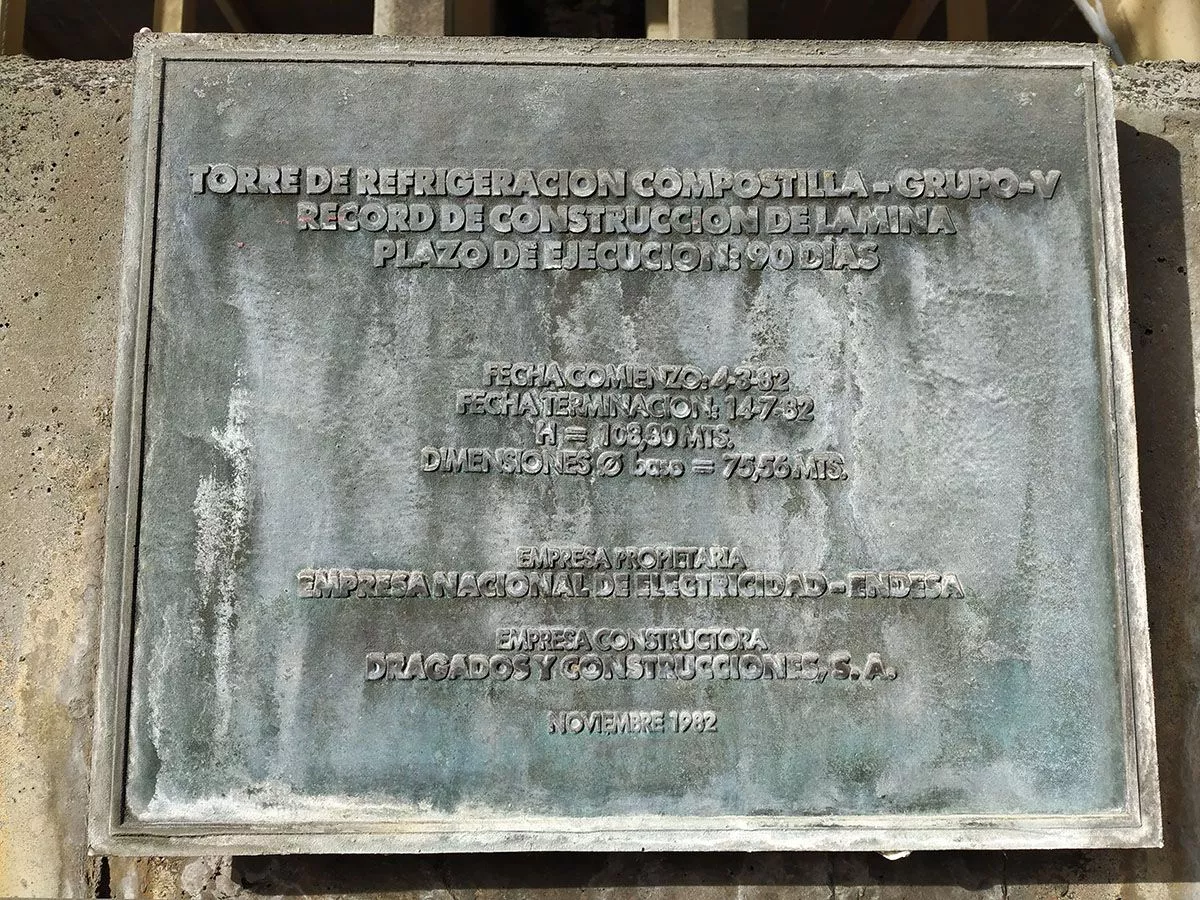 TORRE DE REFRIGERACION COMPOSTILLA - GRUPO-V
RECORD DE CONSTRUCCION DE LAMINA
PLAZO DE EJECUCION: 90 DÍAS
FECHA COMIENZO: 4-3-82
FECHA TERMINACION: 14-7-82
H = 108,30 MTS.
DIMENSIONES Ø base = 75,56 MTS.
EMPRESA PROPIETARIA
EMPRESA NACIONAL DE ELECTRICIDAD - ENDESA
EMPRESA CONSTRUCTORA
DRAGADOS Y CONSTRUCCIONES, S. A.
NOVIEMBRE 1982